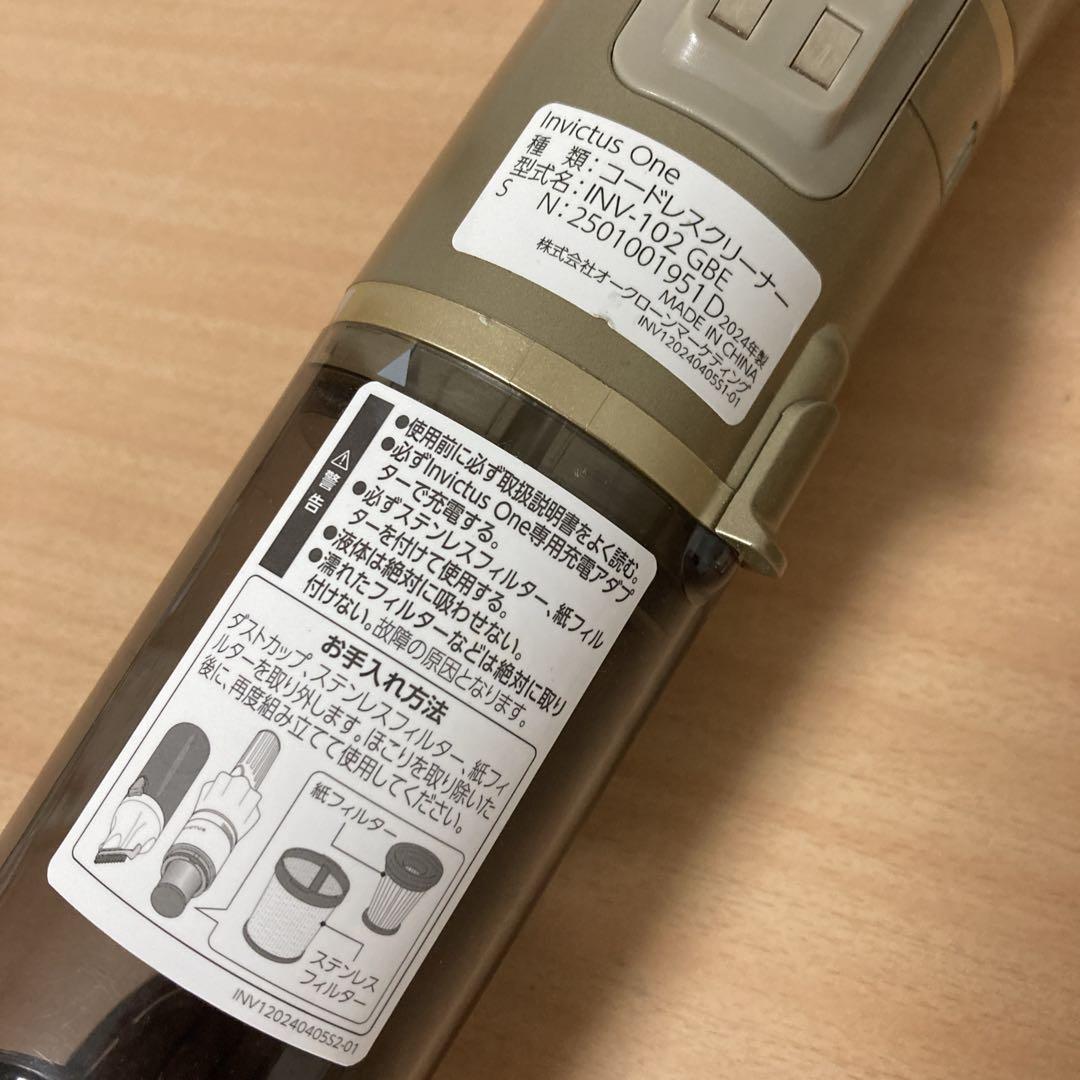 Invictus One
種 類：コードレスクリーナー
型式名：INV-102 GBE
S N：2501001951D
2024年製
MADE IN CHINA
株式会社オークローンマーケティング
INV120240405S1-01
⚠警告
●使用前に必ず取扱説明書をよく読む。
●必ずInvictus One専用充電アダプ
ターで充電する。
●必ずステンレスフィルター、紙フィル
ターを付けて使用する。
●液体は絶対に吸わせない。
●濡れたフィルターなどは絶対に取り
付けない。故障の原因となります。
お手入れ方法
ダストカップ、ステンレスフィルター、紙フィ
ルターを取り外します。ほこりを取り除いた
後に、再度組み立てて使用してください。
紙フィルター
ステンレス
フィルター
INV120240405S2-01